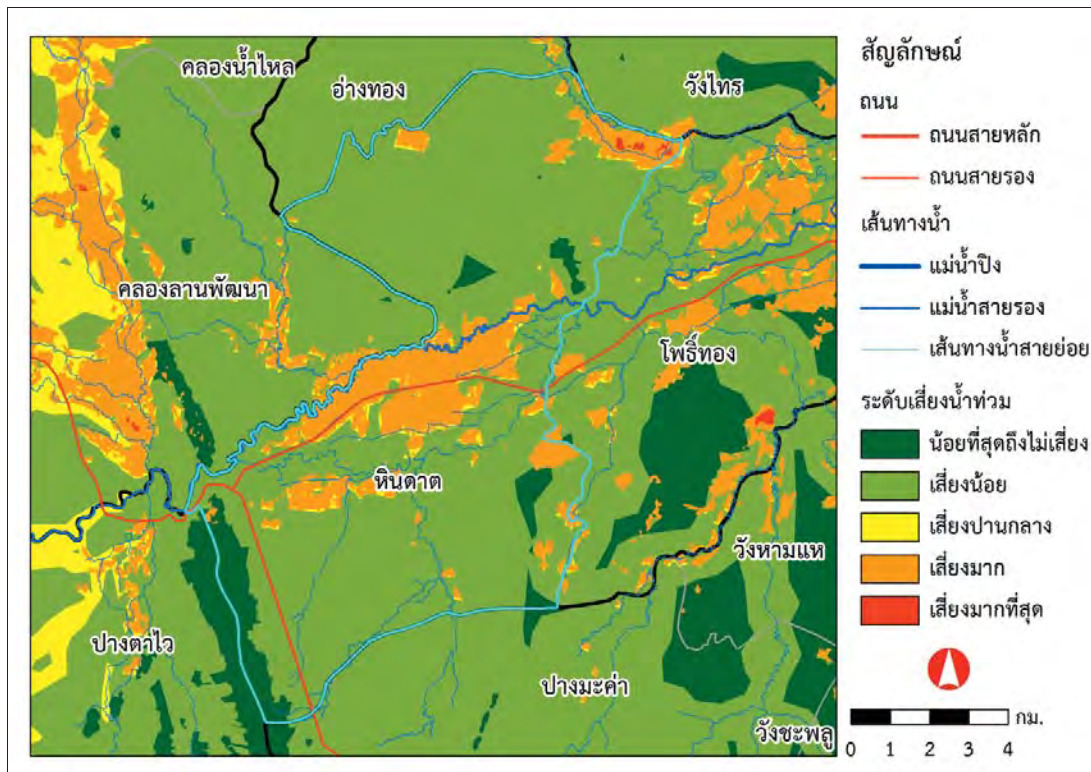 คลองน้ำไหล
อ่างทอง
วังไทร
คลองลานพัฒนา
โพธิ์ทอง
หินดาต
วังหามแห
ปางตาไว
ปางมะค่า
วังชะพลู
สัญลักษณ์
ถนน
ถนนสายหลัก
ถนนสายรอง
เส้นทางน้ำ
แม่น้ำปิง
แม่น้ำสายรอง
เส้นทางน้ำสายย่อย
ระดับเสี่ยงน้ำท่วม
น้อยที่สุดถึงไม่เสี่ยง
เสี่ยงน้อย
เสี่ยงปานกลาง
เสี่ยงมาก
เสี่ยงมากที่สุด
กม.
0 1 2 3 4